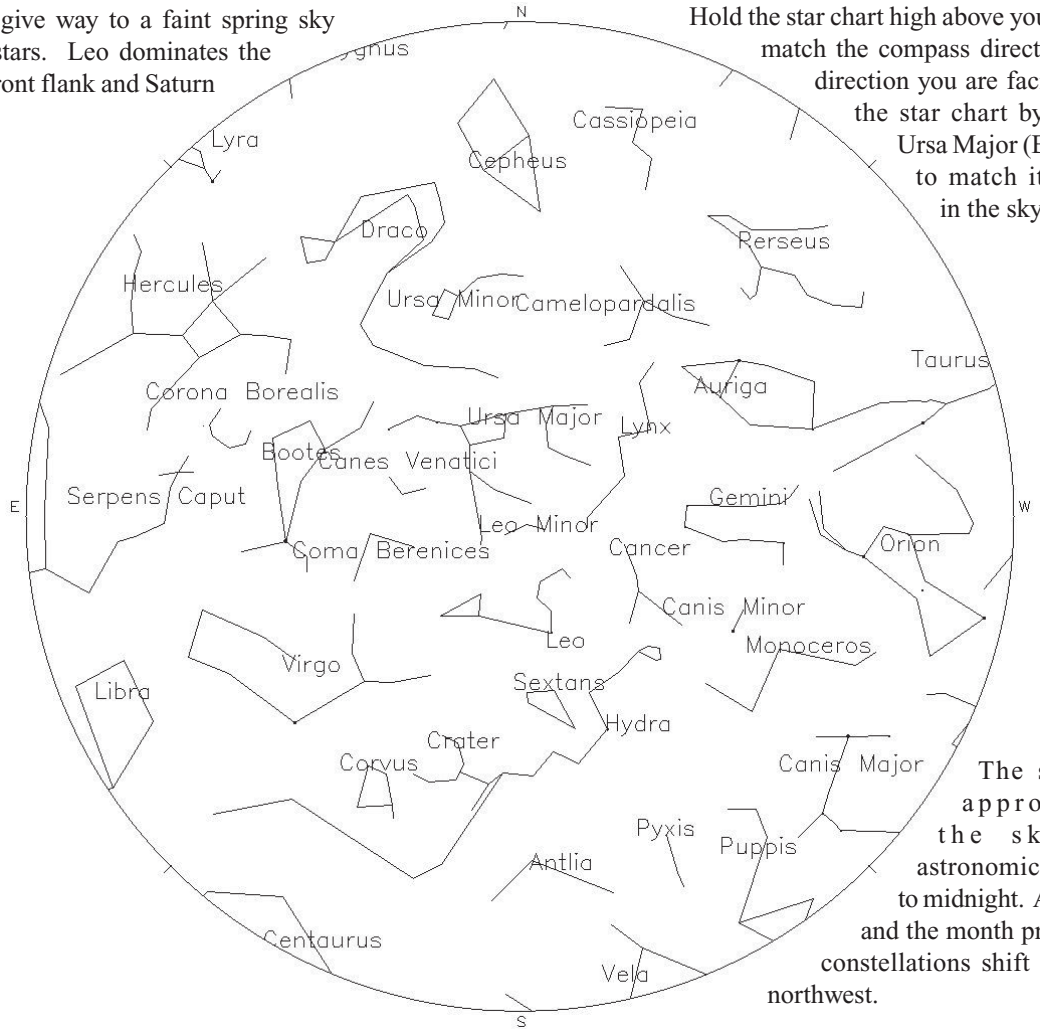 give way to a faint spring sky
stars. Leo dominates the
ront flank and Saturn
Hold the star chart high above you
match the compass direct
direction you are fac
the star chart by
Ursa Major (B
to match it
in the sky
N
ygnus
Cassiopeia
Lyra
Cepheus
Draco
Perseus
Hercules
Ursa Minor
Camelopardalis
Taurus
Auriga
Corona Borealis
Ursa Major
Lynx
Bootes
Canes Venatici
Serpens Caput
Gemini
E
W
Leo Minor
Orion
Coma Berenices
Cancer
Canis Minor
Leo
Monoceros
Virgo
Sextans
Libra
Hydra
Crater
Corvus
Canis Major
Pyxis
Puppis
Antlia
Centaurus
Vela
S
The s
appro
the sk
astronomic
to midnight. A
and the month pr
constellations shift
northwest.